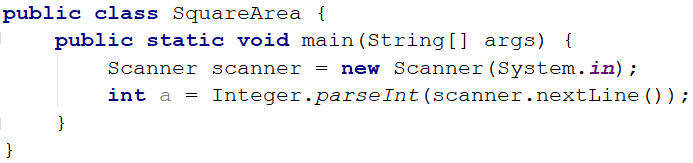 public class SquareArea {
    public static void main(String[] args) {
        Scanner scanner = new Scanner(System.in);
        int a = Integer.parseInt(scanner.nextLine());
    }
}